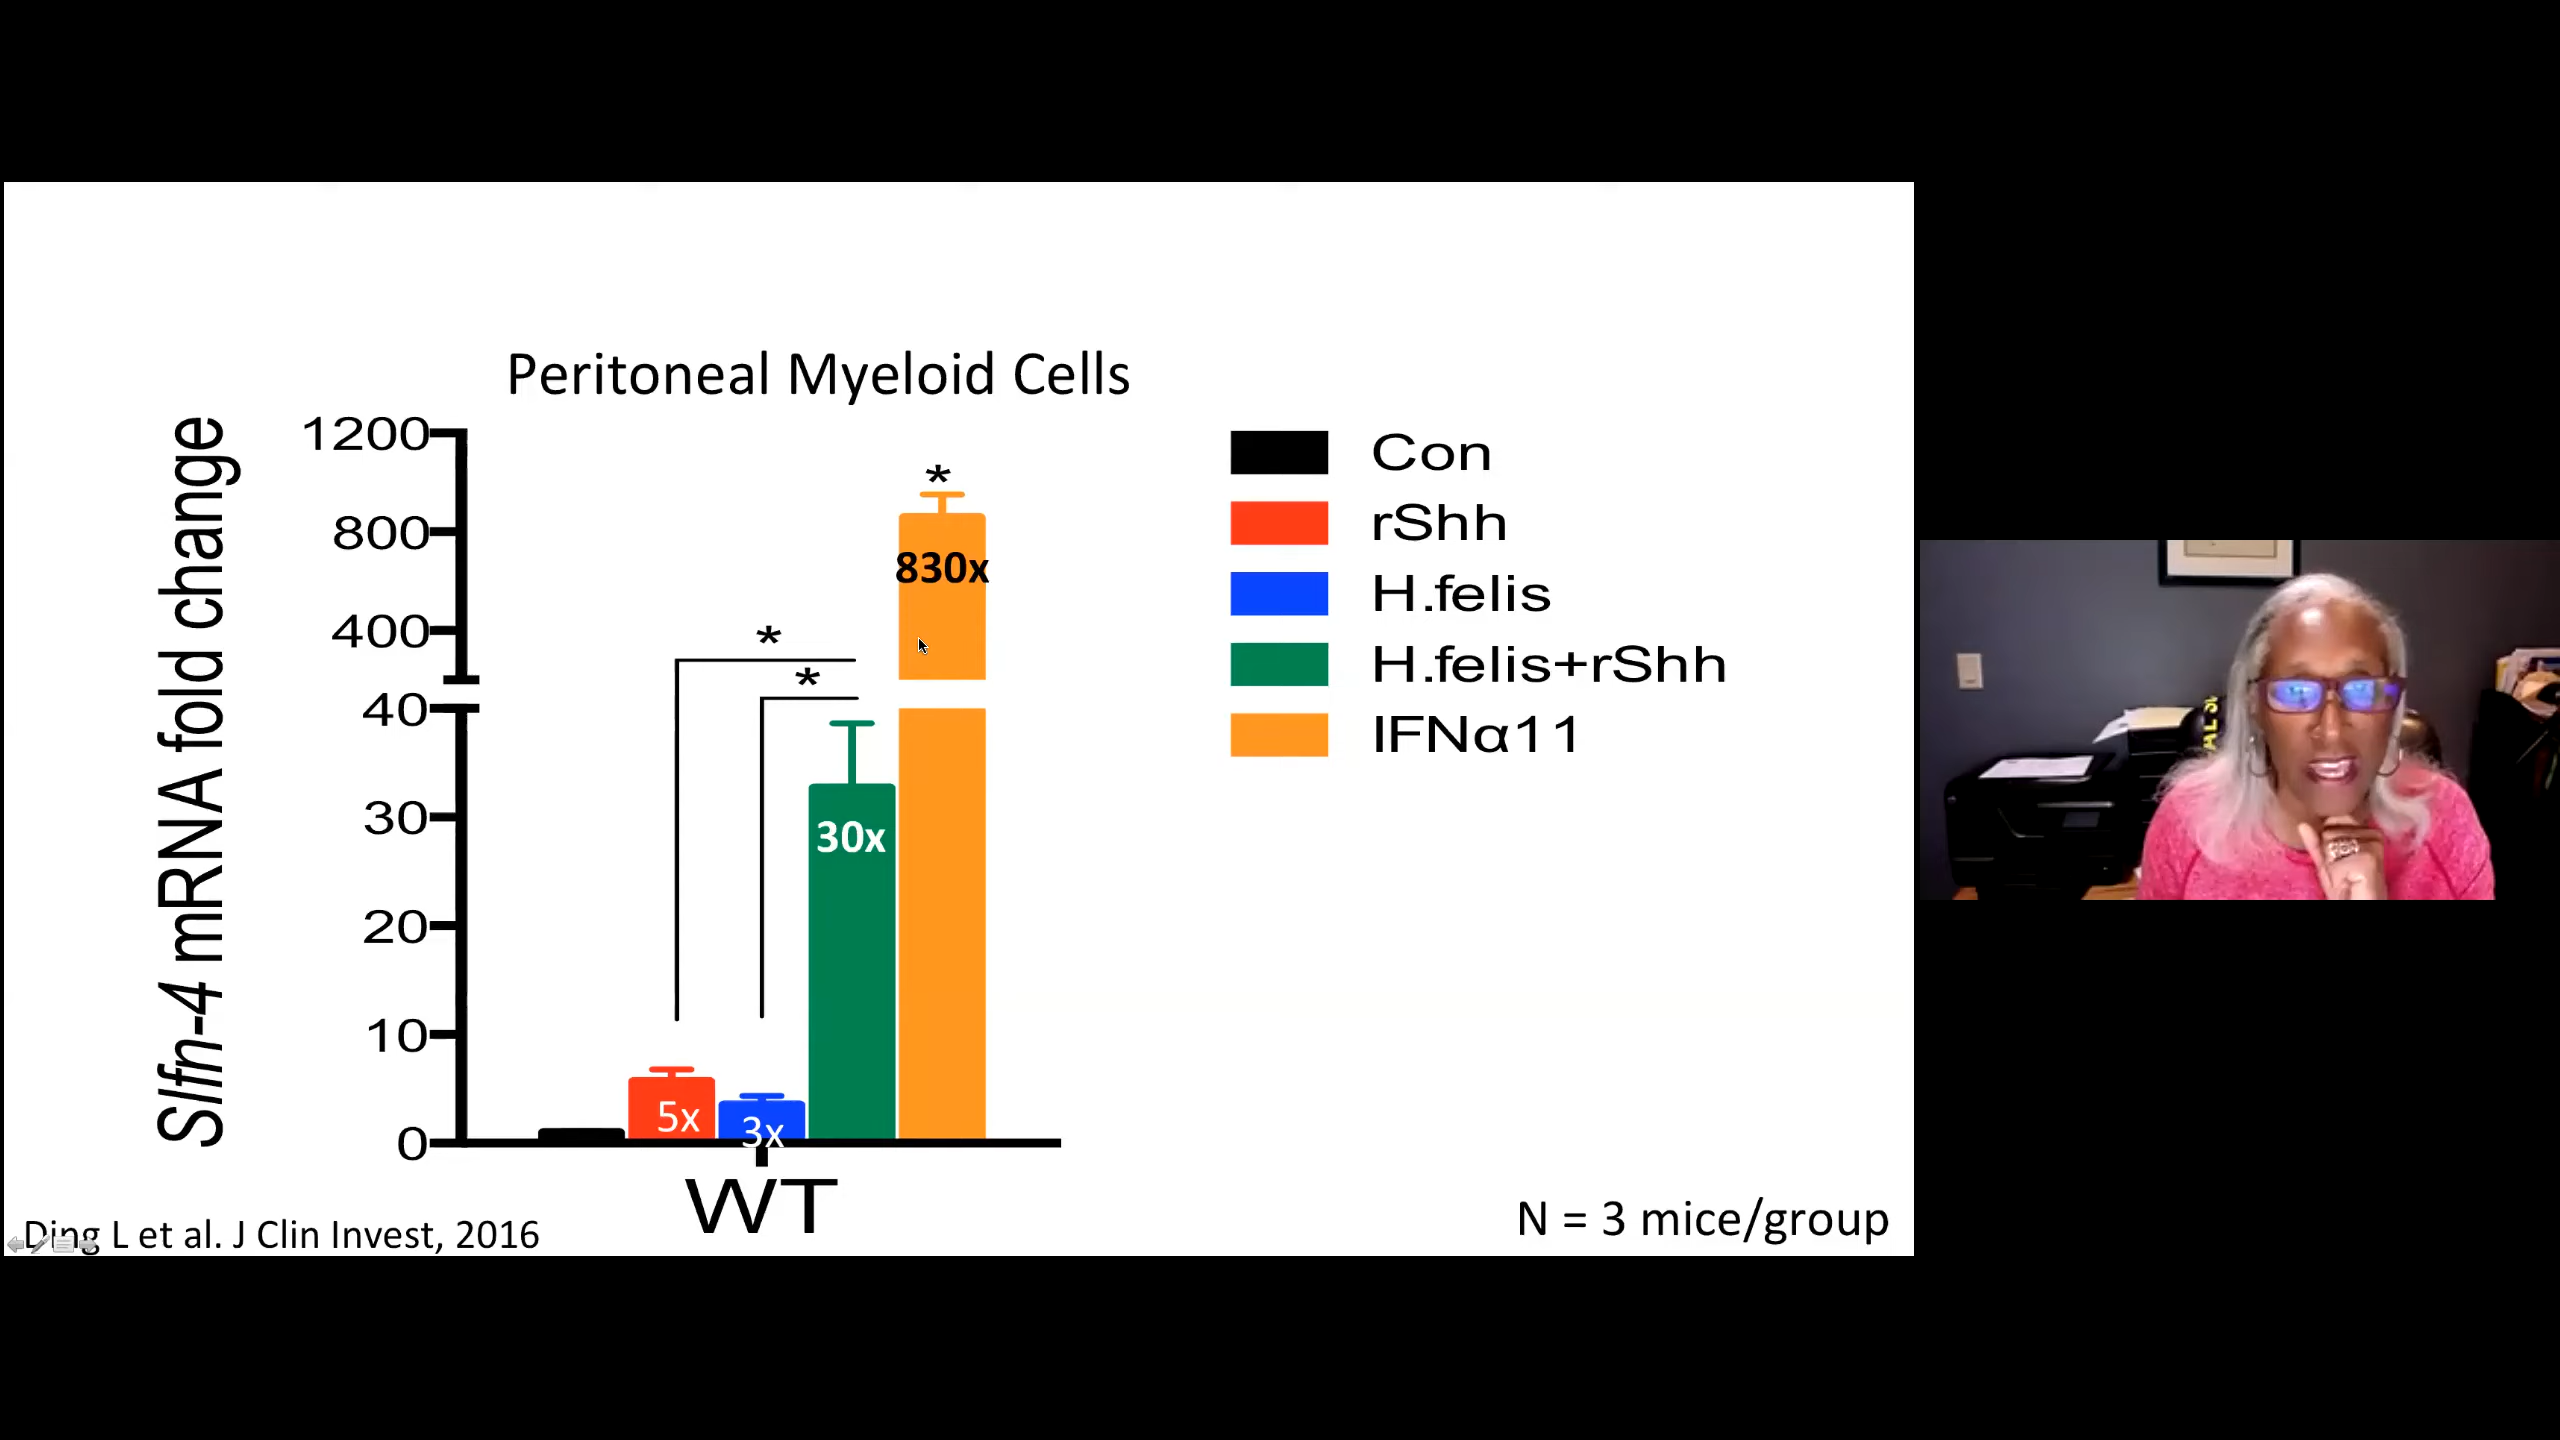 Peritoneal Myeloid Cells
Slfn-4 mRNA fold change
1200
800
400
40
30
20
10
0
*
*
*
830x
30x
5x
3x
WT
Con
rShh
H.felis
H.felis+rShh
IFNα11
Ding L et al. J Clin Invest, 2016
N = 3 mice/group